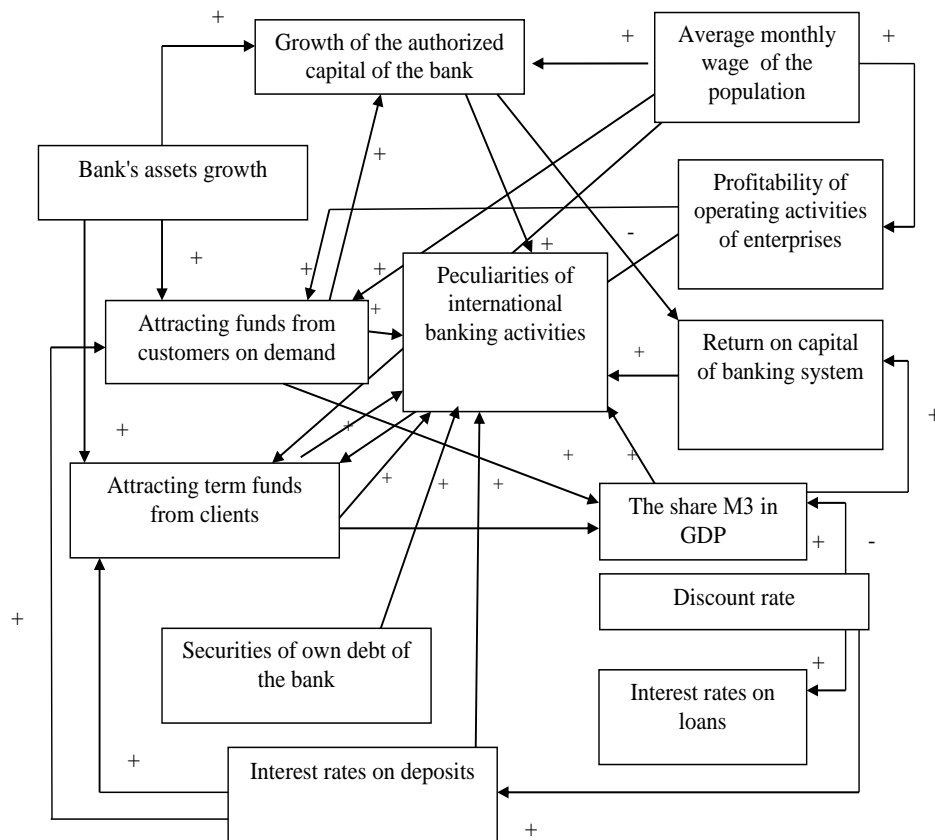 +
Growth of the authorized
capital of the bank
+
Average monthly
wage of the
population
+
Bank's assets growth
+
Profitability of
operating activities
of enterprises
-
+
+
+
+
Peculiarities of
international
banking activities
+
Attracting funds from
customers on demand
+
Return on capital
of banking system
+
+
+
+
+
+
+
+
Attracting term funds
from clients
The share M3 in
GDP
+
-
Discount rate
+
Securities of own debt of
the bank
+
Interest rates on
loans
+
Interest rates on deposits
+